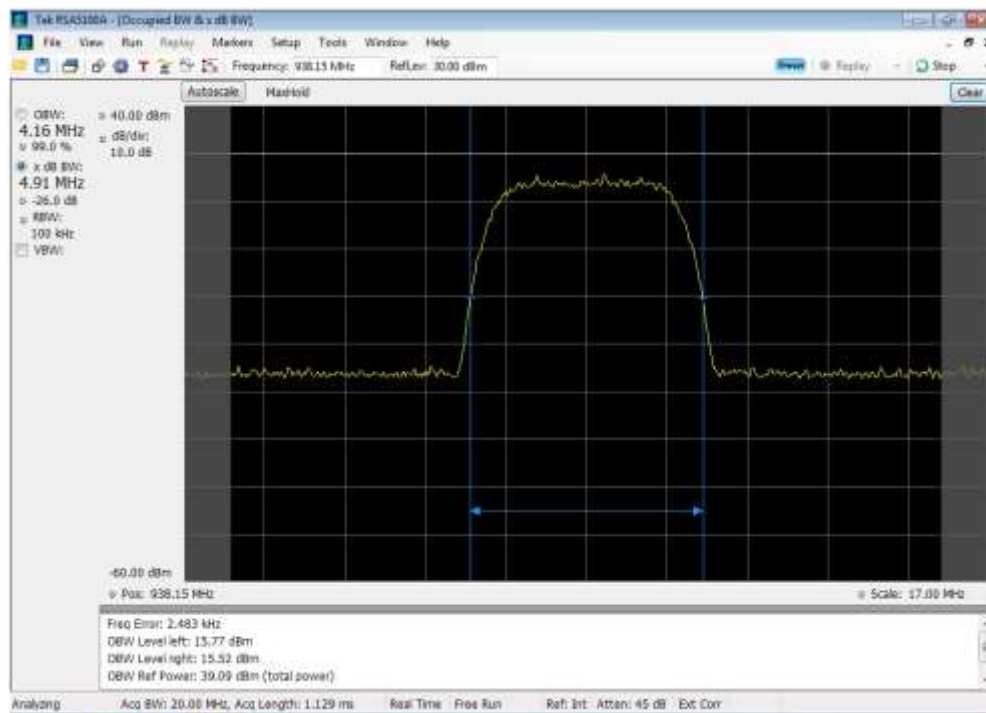 Tek RSA5100A - [Occupied BW & x dB BW]
File View Run Replay Markers Setup Tools Window Help
Frequency: 938.15 MHz RefLev: 30.00 dBm Preset Replay Stop
Autoscale MaxHold Clear
OBW:
4.16 MHz
99.0 %
x dB BW:
4.91 MHz
-26.0 dB
RBW:
100 kHz
VBW:
40.00 dBm
dB/div:
10.0 dB
-60.00 dBm
Pos: 938.15 MHz Scale: 17.00 MHz
Freq Error: 2.483 kHz
OBW Level left: 15.77 dBm
OBW Level right: 15.52 dBm
OBW Ref Power: 39.09 dBm (total power)
Analyzing Acq BW: 20.00 MHz, Acq Length: 1.129 ms Real Time Free Run Ref: Int Atten: 45 dB Ext Corr